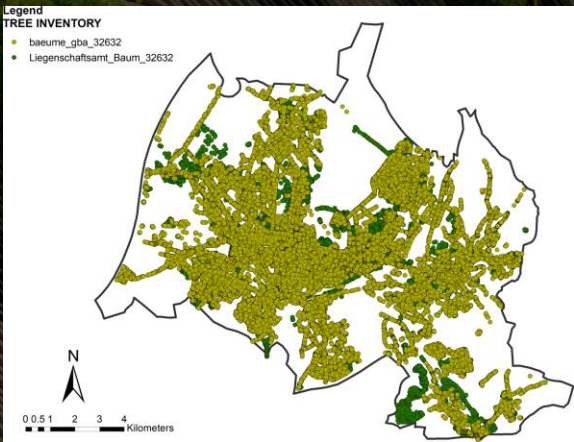 Legend
TREE INVENTORY
baeume_gba_32632
Liegenschaftsamt_Baum_32632
N
0 0.5 1 2 3 4
Kilometers